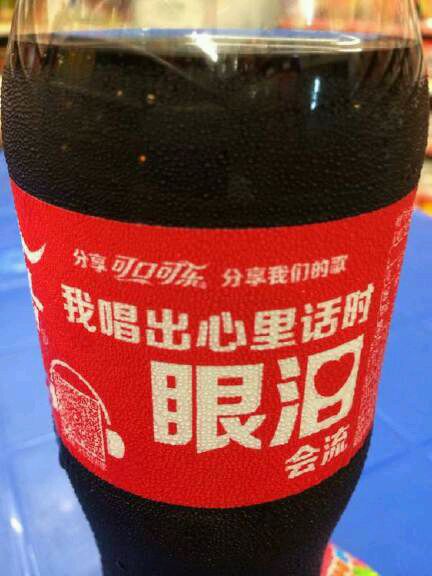 分享 可口可乐 分享我们的歌
我唱出心里话时
眼泪
会流